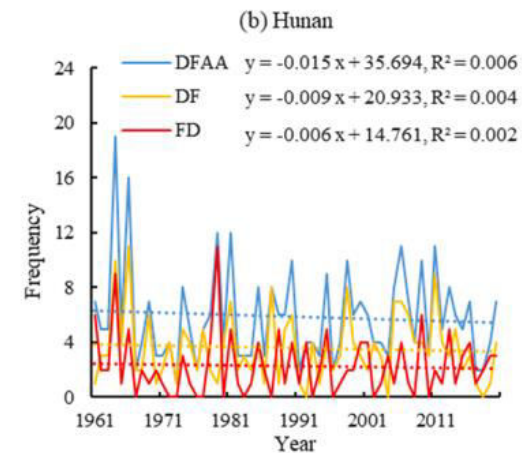 (b) Hunan
24
DFAA y = -0.015 x + 35.694, R² = 0.006
DF y = -0.009 x + 20.933, R² = 0.004
20
FD y = -0.006 x + 14.761, R² = 0.002
16
12
8
4
0
Frequency
1961 1971 1981 1991 2001 2011
Year